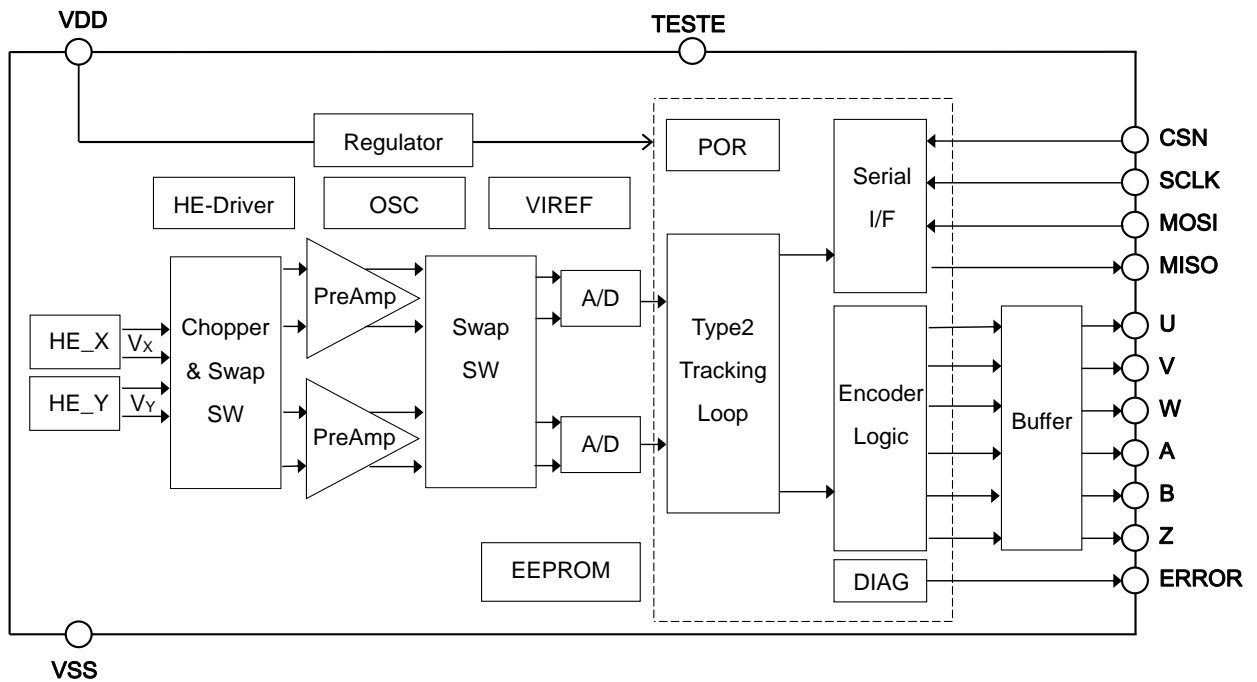 VDD
TESTE
Regulator
POR
Serial
I/F
CSN
SCLK
MOSI
MISO
HE-Driver
OSC
VIREF
HE_X
VX
HE_Y
VY
Chopper
& Swap
SW
PreAmp
PreAmp
Swap
SW
A/D
A/D
Type2
Tracking
Loop
Encoder
Logic
Buffer
U
V
W
A
B
Z
EEPROM
DIAG
ERROR
VSS